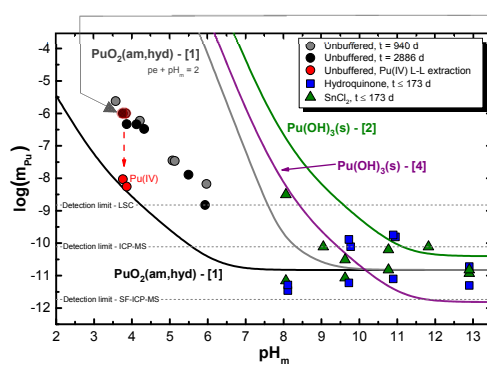 -4
-5
-6
-7
-8
-9
-10
-11
-12
log(m_Pu)
2 3 4 5 6 7 8 9 10 11 12 13
pH_m
PuO₂(am,hyd) - [1]
pe + pH_m = 2
Unbuffered, t = 940 d
Unbuffered, t = 2886 d
Unbuffered, Pu(IV) L-L extraction
Hydroquinone, t ≤ 173 d
SnCl₂, t ≤ 173 d
Pu(OH)₃(s) - [2]
Pu(OH)₃(s) - [4]
Pu(IV)
Detection limit - LSC
Detection limit - ICP-MS
PuO₂(am,hyd) - [1]
Detection limit - SF-ICP-MS